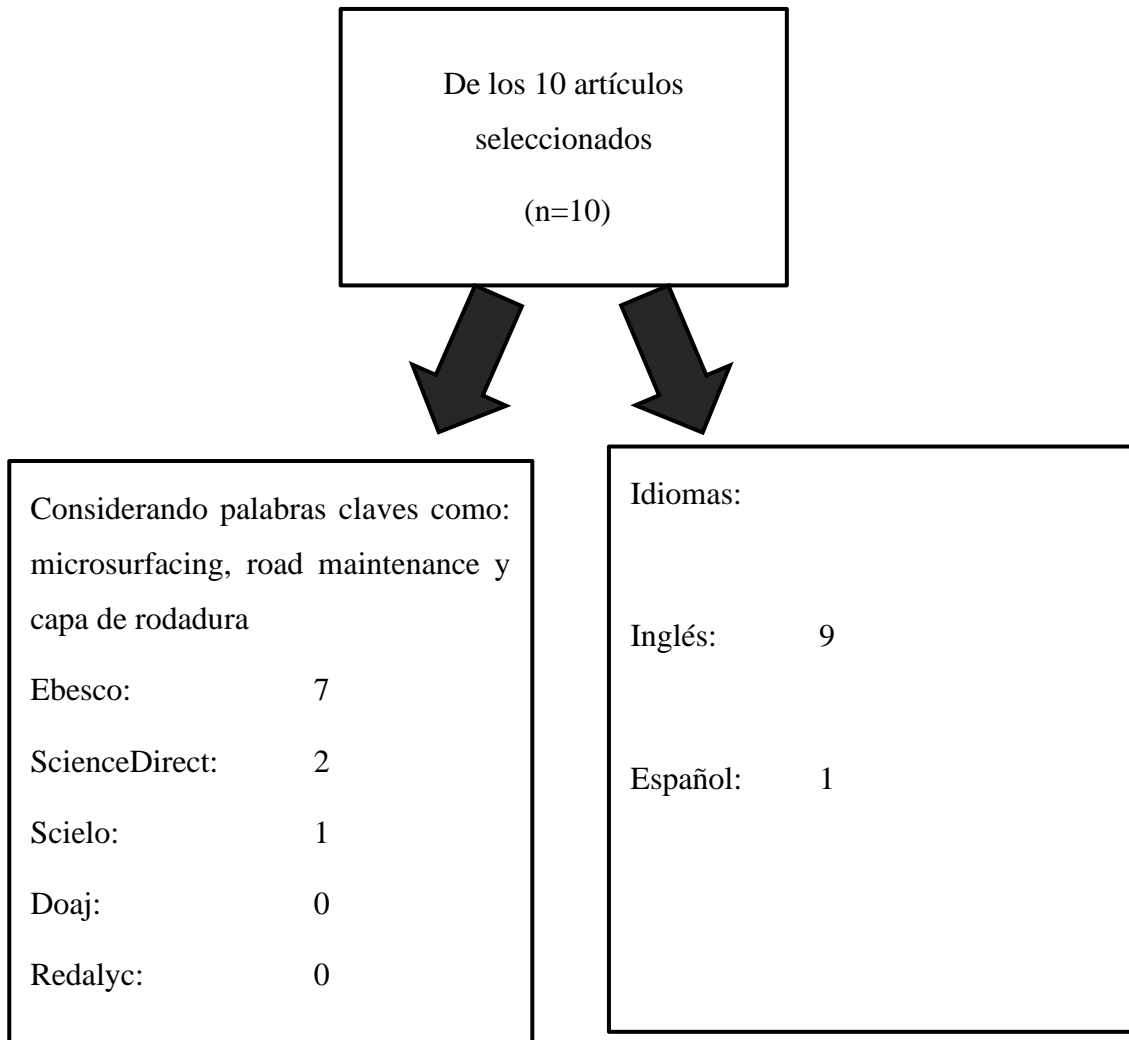 De los 10 artículos
seleccionados
(n=10)
Considerando palabras claves como:
microsurfacing, road maintenance y
capa de rodadura
Ebesco: 7
ScienceDirect: 2
Scielo: 1
Doaj: 0
Redalyc: 0
Idiomas:
Inglés: 9
Español: 1